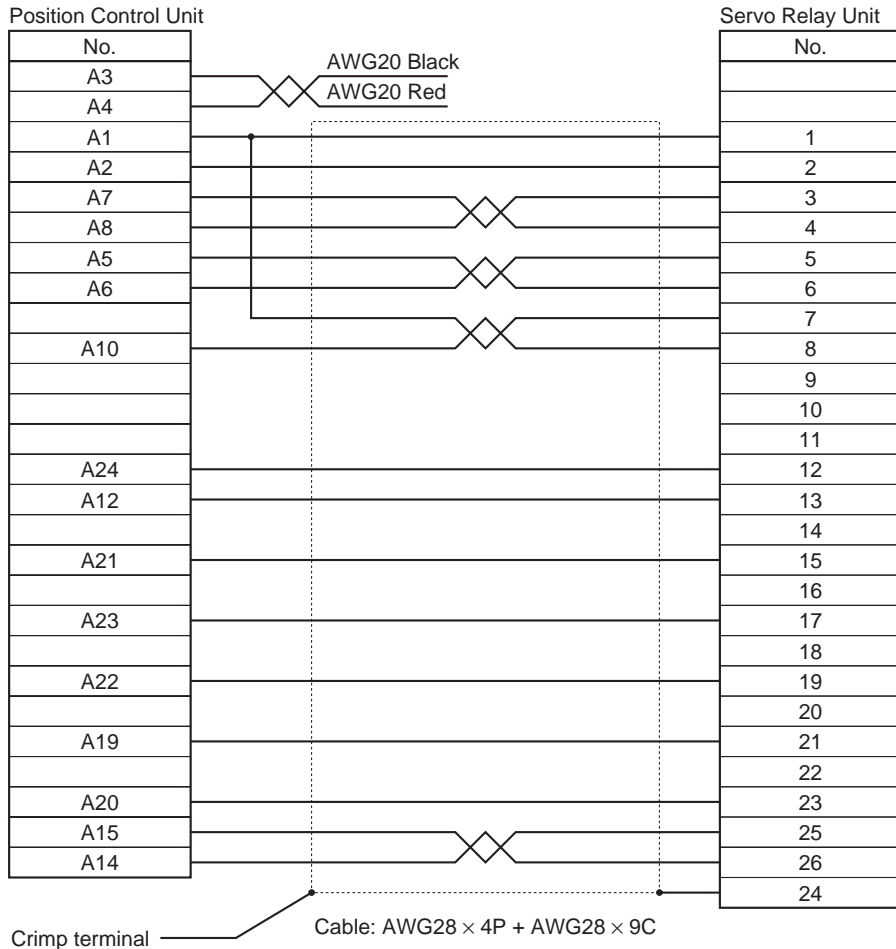 Position Control Unit Servo Relay Unit
No. No.
A3 AWG20 Black
A4 AWG20 Red
A1 1
A2 2
A7 3
A8 4
A5 5
A6 6
7
A10 8
9
10
11
A24 12
A12 13
14
A21 15
16
A23 17
18
A22 19
20
A19 21
22
A20 23
A15 25
A14 26
24
Crimp terminal Cable: AWG28 × 4P + AWG28 × 9C